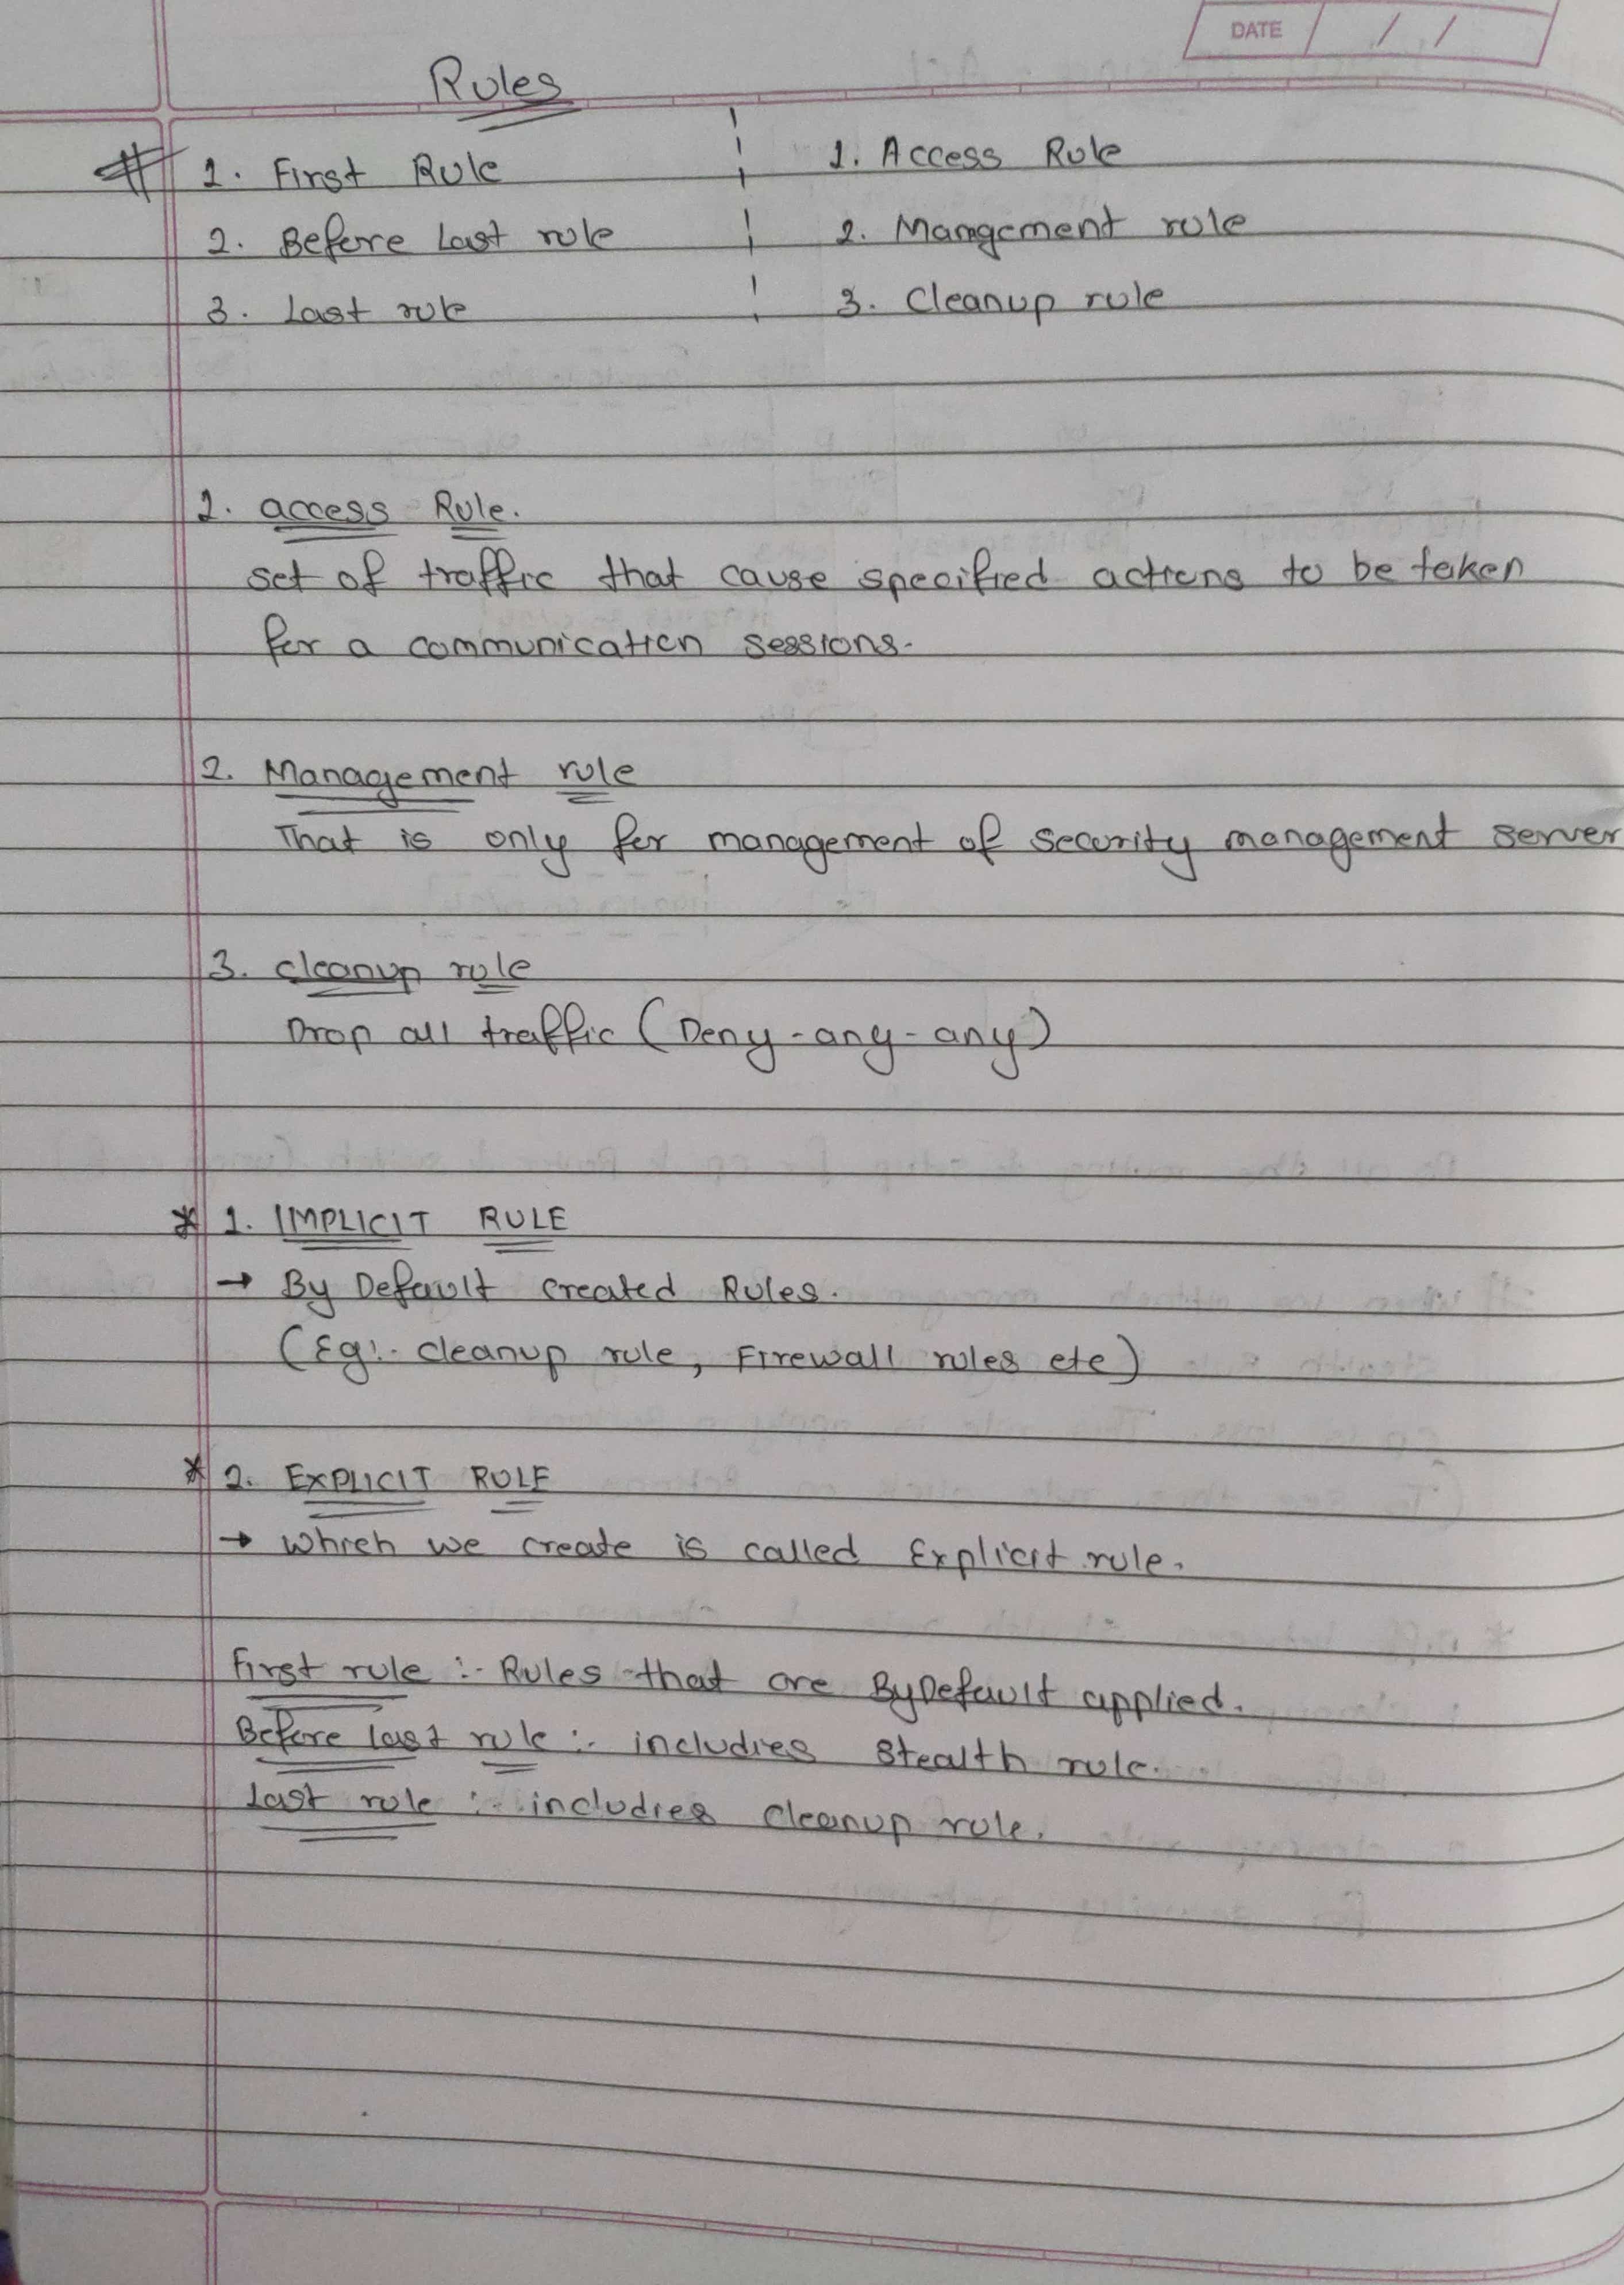 DATE / /
Rules
# 1. First Rule
2. Before Last role
3. Last rule
1. Access Rule
2. Mangement rule
3. Cleanup rule
1. access Rule.
set of traffic that cause specified actions to be taken
for a communication sessions.
2. Management rule
That is only for management of security management server
3. cleanup rule
Drop all traffic (Deny-any-any)
* 1. IMPLICIT RULE
→ By Default created Rules.
(Eg:- cleanup rule, Firewall rules etc)
* 2. EXPLICIT RULE
→ which we create is called Explicit rule.
First rule :- Rules that are ByDefault applied.
Before last rule :- includies stealth rule.
Last role :- includies cleanup rule.